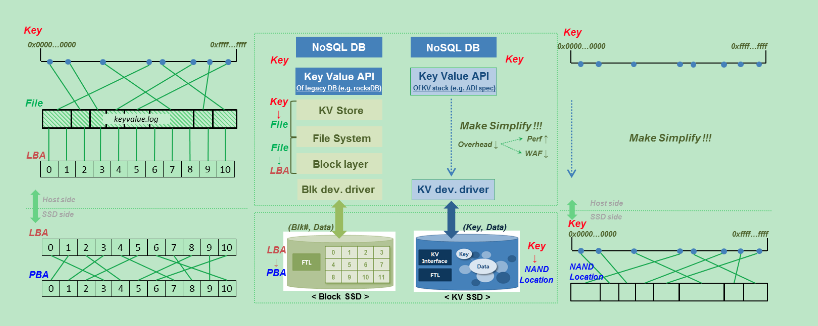 Key
0x0000...0000 0xffff...ffff
File
keyvalue.log
LBA
0 1 2 3 4 5 6 7 8 9 10
Host side
SSD side
LBA
0 1 2 3 4 5 6 7 8 9 10
PBA
0 1 2 3 4 5 6 7 8 9 10
NoSQL DB
Key
Key Value API
Of legacy DB (e.g. rocksDB)
Key
↓
File
KV Store
File
↓
LBA
File System
Block layer
Blk dev. driver
(Blk#, Data)
LBA
↓
PBA
FTL
0 1 2 3
4 5 6 7
8 9 10 11
< Block SSD >
NoSQL DB
Key
Key Value API
Of KV stack (e.g. ADI spec)
Make Simplify!!!
Overhead↓
Perf ↑
WAF ↓
KV dev. driver
(Key, Data)
KV
Interface
FTL
Key
Data
Key
↓
NAND
Location
< KV SSD >
Key
0x0000...0000 0xffff...ffff
Make Simplify!!!
Host side
SSD side
Key
0x0000...0000 0xffff...ffff
NAND
Location